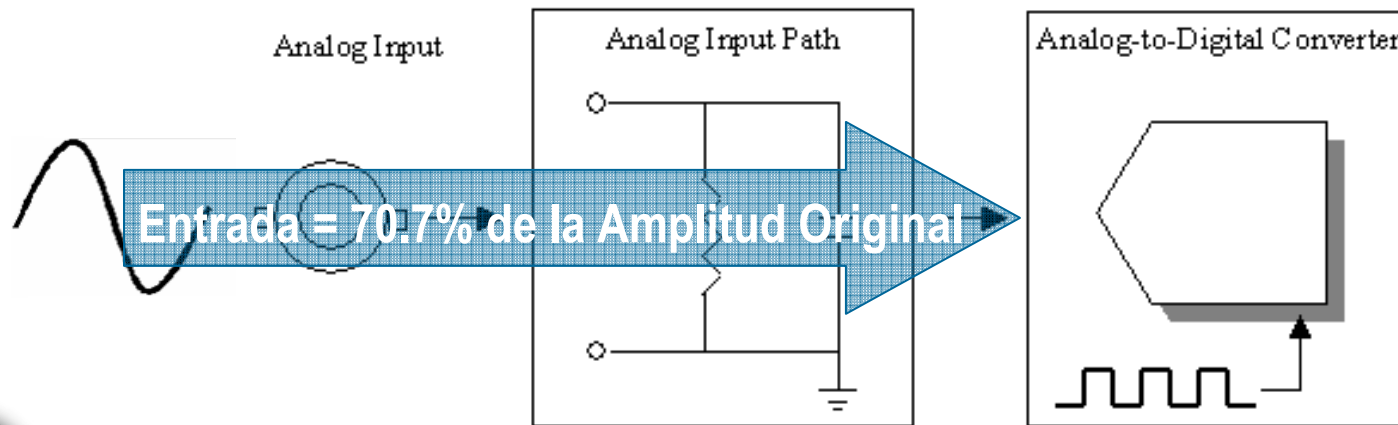 Analog Input
Analog Input Path
Analog-to-Digital Converter
Entrada = 70.7% de la Amplitud Original